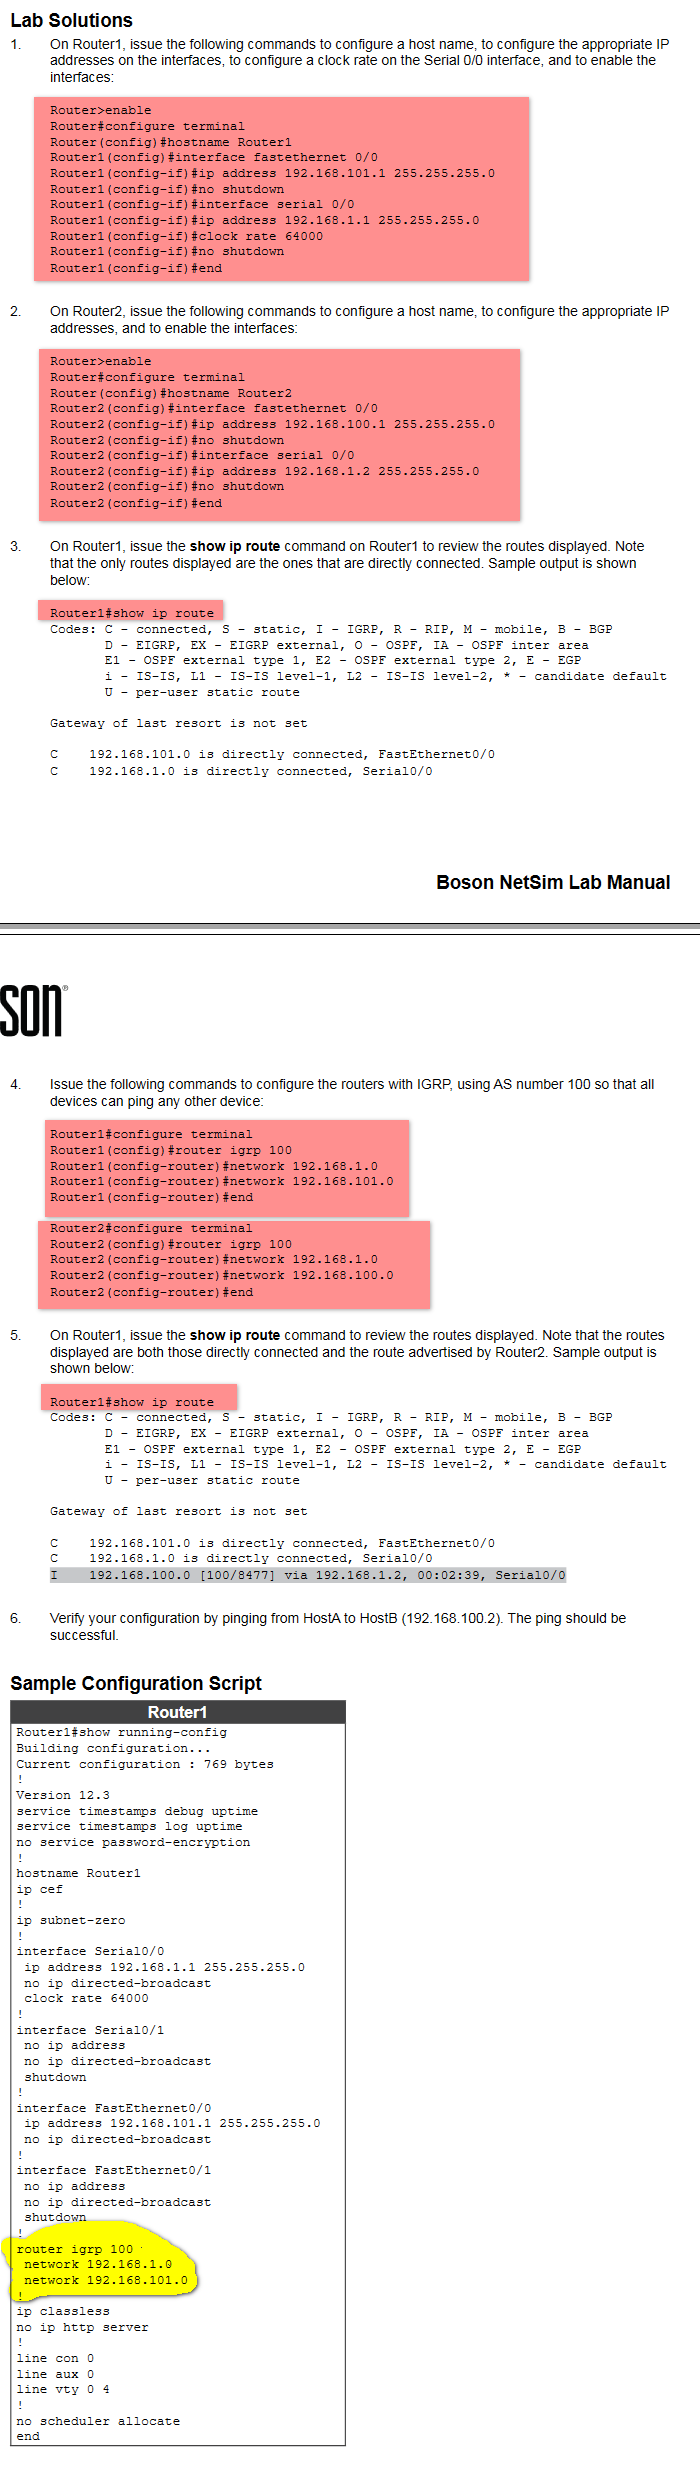 Lab Solutions
1. On Router1, issue the following commands to configure a host name, to configure the appropriate IP
addresses on the interfaces, to configure a clock rate on the Serial 0/0 interface, and to enable the
interfaces:
Router>enable
Router#configure terminal
Router(config)#hostname Router1
Router1(config)#interface fastethernet 0/0
Router1(config-if)#ip address 192.168.101.1 255.255.255.0
Router1(config-if)#no shutdown
Router1(config-if)#interface serial 0/0
Router1(config-if)#ip address 192.168.1.1 255.255.255.0
Router1(config-if)#clock rate 64000
Router1(config-if)#no shutdown
Router1(config-if)#end
2. On Router2, issue the following commands to configure a host name, to configure the appropriate IP
addresses, and to enable the interfaces:
Router>enable
Router#configure terminal
Router(config)#hostname Router2
Router2(config)#interface fastethernet 0/0
Router2(config-if)#ip address 192.168.100.1 255.255.255.0
Router2(config-if)#no shutdown
Router2(config-if)#interface serial 0/0
Router2(config-if)#ip address 192.168.1.2 255.255.255.0
Router2(config-if)#no shutdown
Router2(config-if)#end
3. On Router1, issue the show ip route command on Router1 to review the routes displayed. Note
that the only routes displayed are the ones that are directly connected. Sample output is shown
below:
Router1#show ip route
Codes: C - connected, S - static, I - IGRP, R - RIP, M - mobile, B - BGP
D - EIGRP, EX - EIGRP external, O - OSPF, IA - OSPF inter area
E1 - OSPF external type 1, E2 - OSPF external type 2, E - EGP
i - IS-IS, L1 - IS-IS level-1, L2 - IS-IS level-2, * - candidate default
U - per-user static route
Gateway of last resort is not set
C 192.168.101.0 is directly connected, FastEthernet0/0
C 192.168.1.0 is directly connected, Serial0/0
Boson NetSim Lab Manual
son®
4. Issue the following commands to configure the routers with IGRP, using AS number 100 so that all
devices can ping any other device:
Router1#configure terminal
Router1(config)#router igrp 100
Router1(config-router)#network 192.168.1.0
Router1(config-router)#network 192.168.101.0
Router1(config-router)#end
Router2#configure terminal
Router2(config)#router igrp 100
Router2(config-router)#network 192.168.1.0
Router2(config-router)#network 192.168.100.0
Router2(config-router)#end
5. On Router1, issue the show ip route command to review the routes displayed. Note that the routes
displayed are both those directly connected and the route advertised by Router2. Sample output is
shown below:
Router1#show ip route
Codes: C - connected, S - static, I - IGRP, R - RIP, M - mobile, B - BGP
D - EIGRP, EX - EIGRP external, O - OSPF, IA - OSPF inter area
E1 - OSPF external type 1, E2 - OSPF external type 2, E - EGP
i - IS-IS, L1 - IS-IS level-1, L2 - IS-IS level-2, * - candidate default
U - per-user static route
Gateway of last resort is not set
C 192.168.101.0 is directly connected, FastEthernet0/0
C 192.168.1.0 is directly connected, Serial0/0
I 192.168.100.0 [100/8477] via 192.168.1.2, 00:02:39, Serial0/0
6. Verify your configuration by pinging from HostA to HostB (192.168.100.2). The ping should be
successful.
Sample Configuration Script
Router1
Router1#show running-config
Building configuration...
Current configuration : 769 bytes
!
Version 12.3
service timestamps debug uptime
service timestamps log uptime
no service password-encryption
!
hostname Router1
ip cef
!
ip subnet-zero
!
interface Serial0/0
ip address 192.168.1.1 255.255.255.0
no ip directed-broadcast
clock rate 64000
!
interface Serial0/1
no ip address
no ip directed-broadcast
shutdown
!
interface FastEthernet0/0
ip address 192.168.101.1 255.255.255.0
no ip directed-broadcast
!
interface FastEthernet0/1
no ip address
no ip directed-broadcast
shutdown
!
router igrp 100
network 192.168.1.0
network 192.168.101.0
!
ip classless
no ip http server
!
line con 0
line aux 0
line vty 0 4
!
no scheduler allocate
end